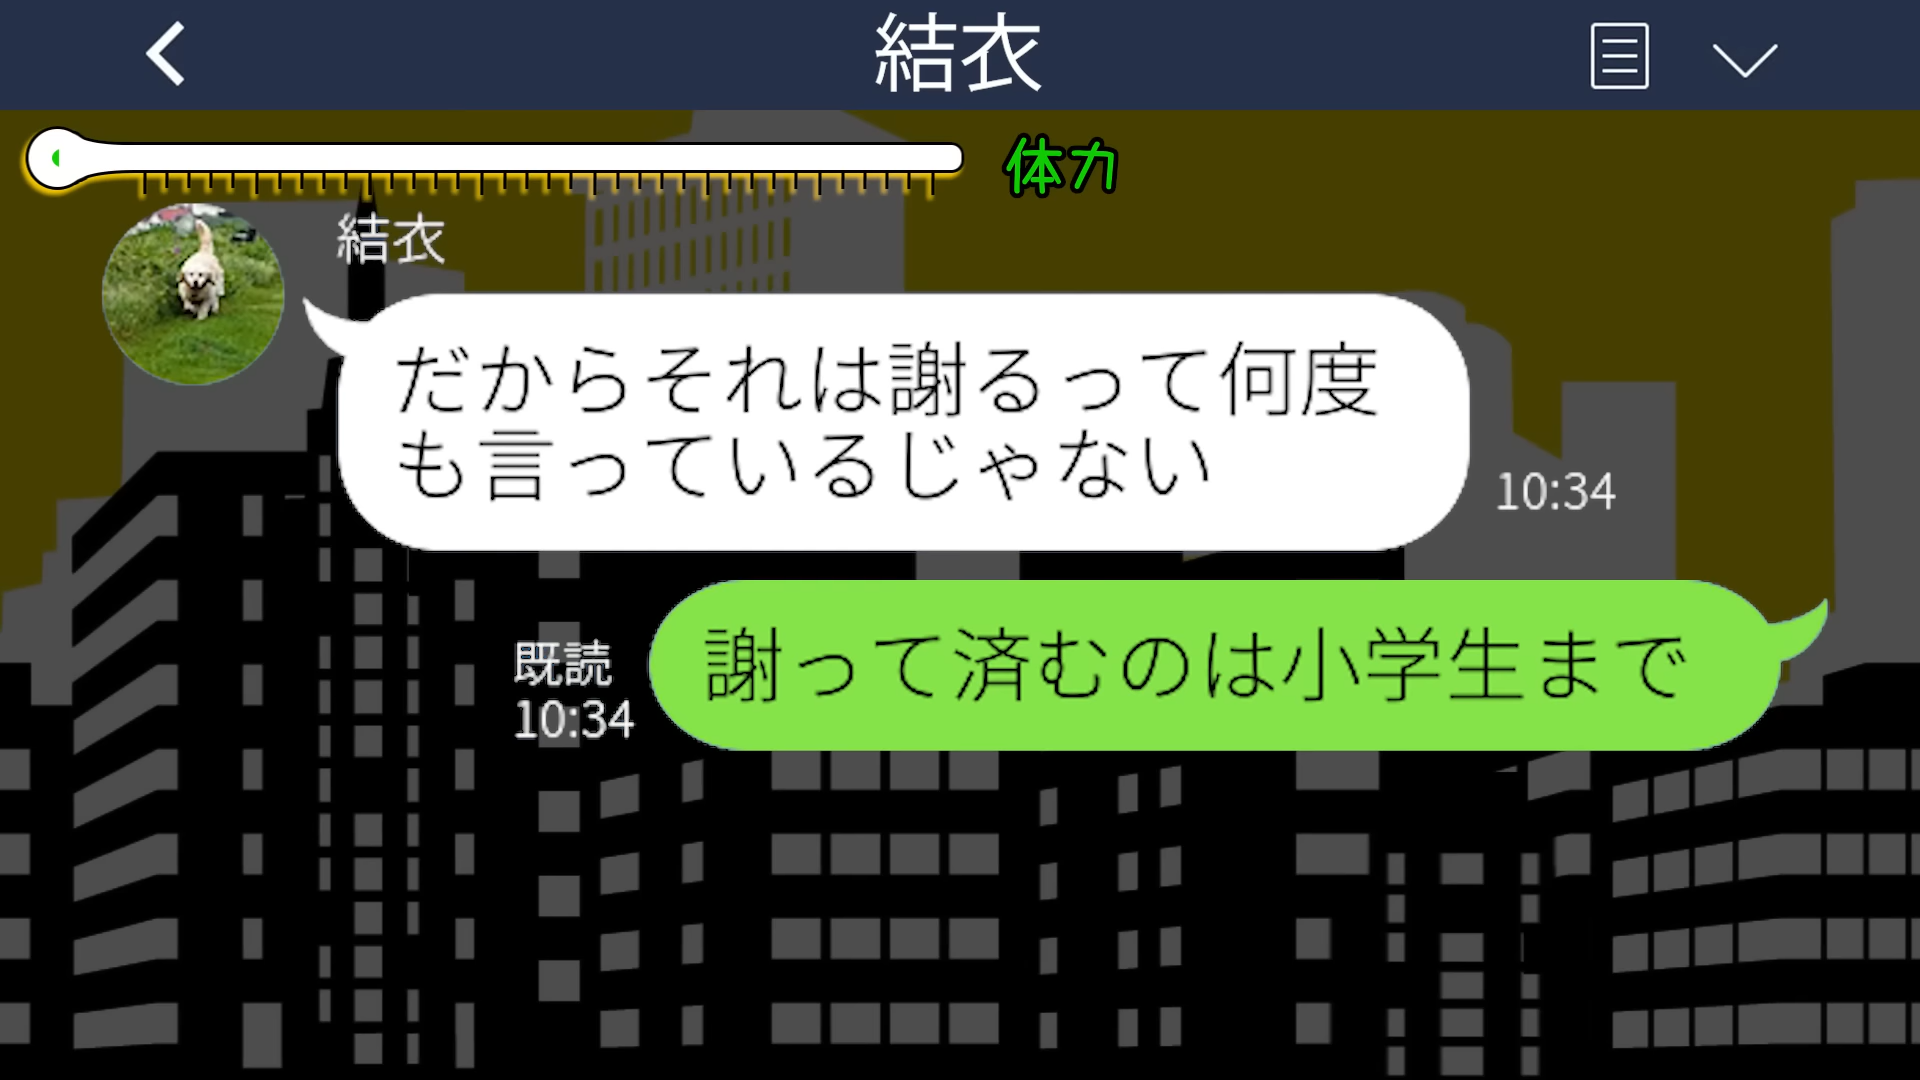 結衣
体力
結衣
だからそれは謝るって何度
も言っているじゃない
10:34
謝って済むのは小学生まで
既読
10:34